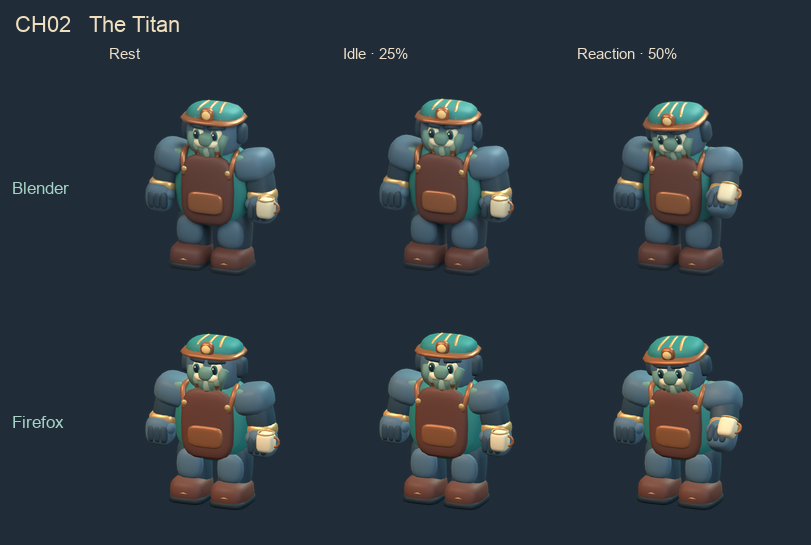 CH02 The Titan
Rest Idle · 25% Reaction · 50%
Blender
Firefox